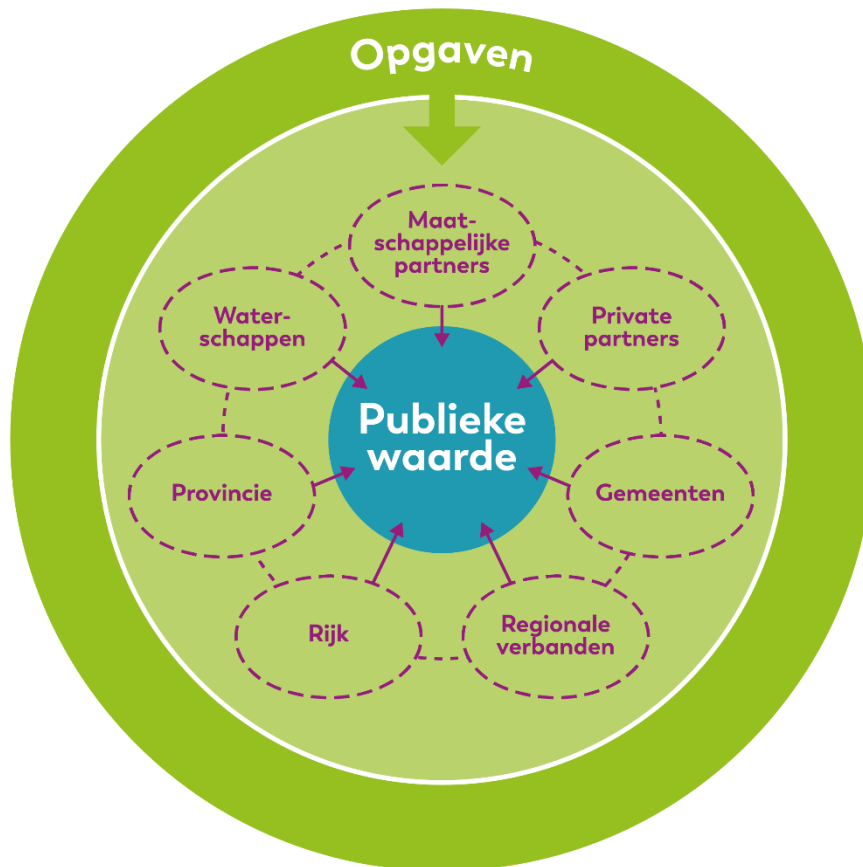 Opgaven
Maat-
schappelijke
partners
Water-
schappen
Private
partners
Publieke
waarde
Provincie
Gemeenten
Rijk
Regionale
verbanden